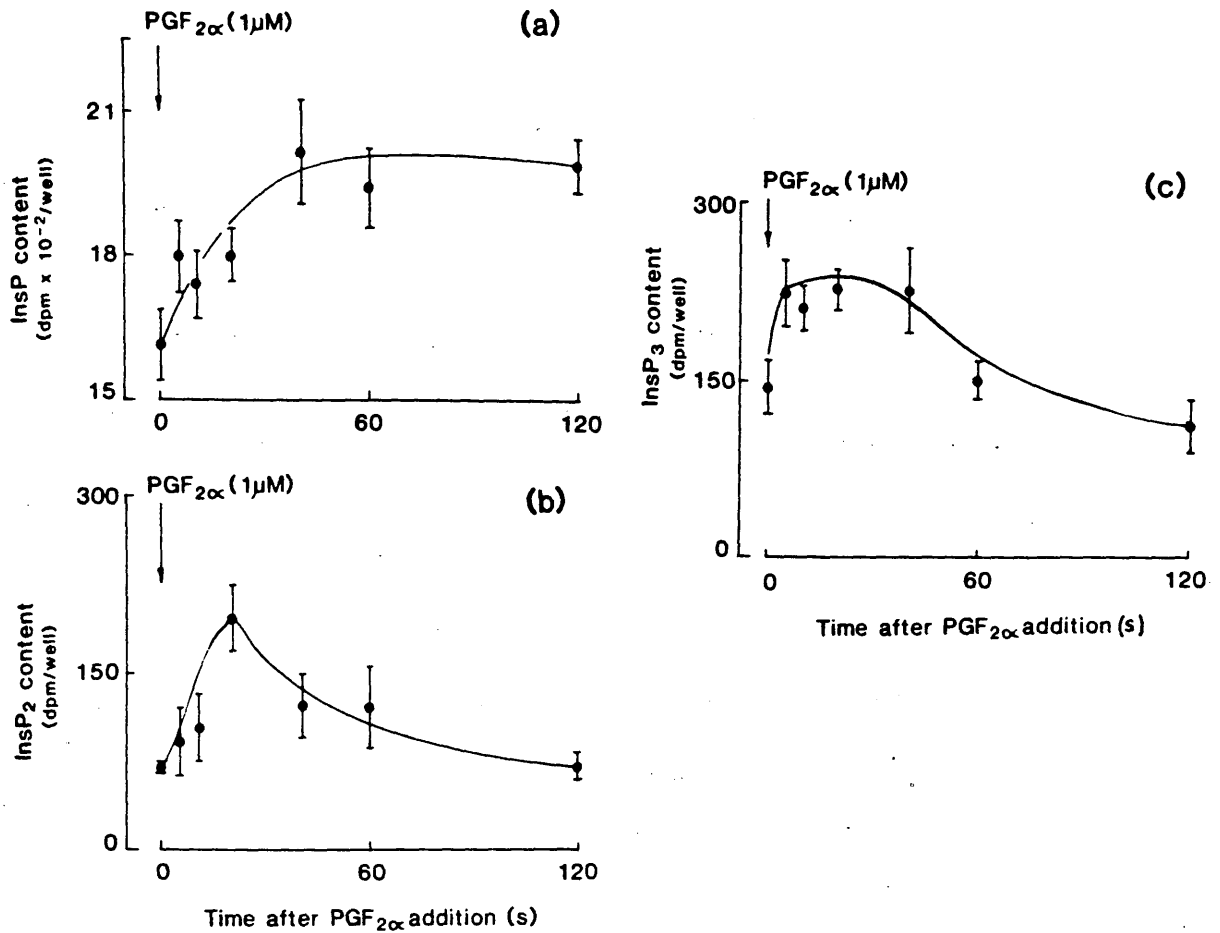 (a)
PGF2α (1µM)
InsP content
(dpm x 10-2/well)
21
18
15
0 60 120
(b)
PGF2α (1µM)
InsP2 content
(dpm/well)
300
150
0
0 60 120
Time after PGF2α addition (s)
(c)
PGF2α (1µM)
InsP3 content
(dpm/well)
300
150
0
0 60 120
Time after PGF2α addition (s)